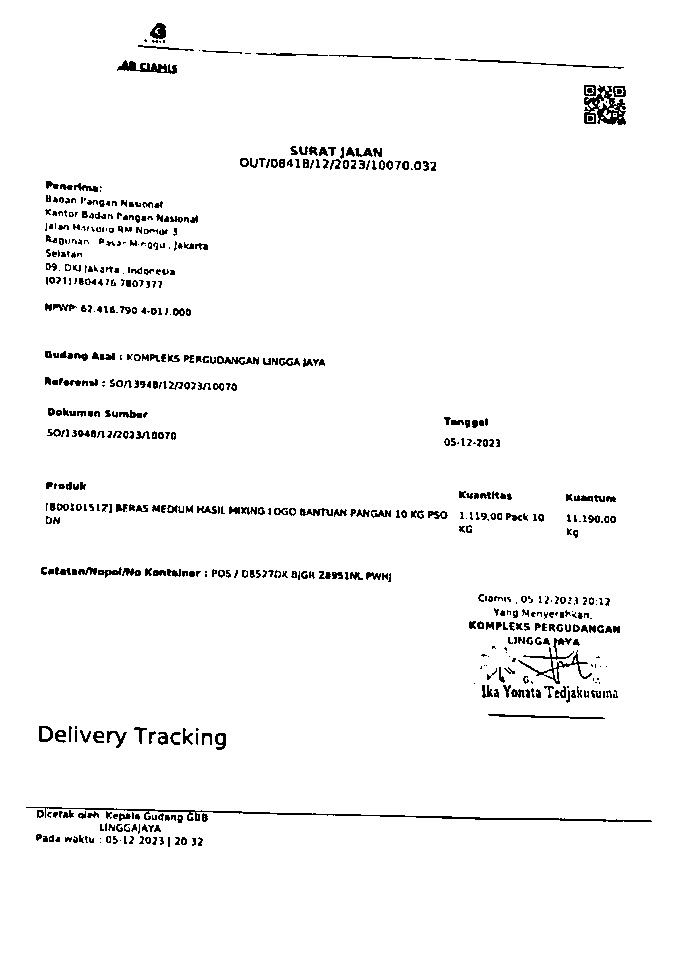 CIAMIS
SURAT JALAN
OUT/08418/12/2023/10070.032
Penerima:
Badan Pangan Nasional
Kantor Badan Pangan Nasional
Jalan Harsono RM Nomor 3
Ragunan, Pasar Minggu, Jakarta
Selatan
09. DKI Jakarta, Indonesia
(021)7804476 7807377
NPWP: 62.416.790 4-017.000
Gudang Asal : KOMPLEKS PERGUDANGAN LINGGA JAYA
Referensi : SO/13948/12/2023/10070
Dokumen Sumber
Tanggal
SO/13948/12/2023/10070
05-12-2023
Produk
Kuantitas
Kuantum
BERAS MEDIUM HASIL MIXING LOGO BANTUAN PANGAN 10 KG PSO
DN
1.119,00 Pack 10
KG
11.190,00
Kg
Catatan/Nopol/No Kontainer : POS / D8527DK BJGR Z8951NL PWHJ
Ciamis , 05-12-2023 20:12
Yang Menyerahkan,
KOMPLEKS PERGUDANGAN
LINGGA JAYA
Ika Yonata Tedjakusuma
Delivery Tracking
Dicetak oleh Kepala Gudang GBB
LINGGAJAYA
Pada waktu : 05-12-2023 | 20:32